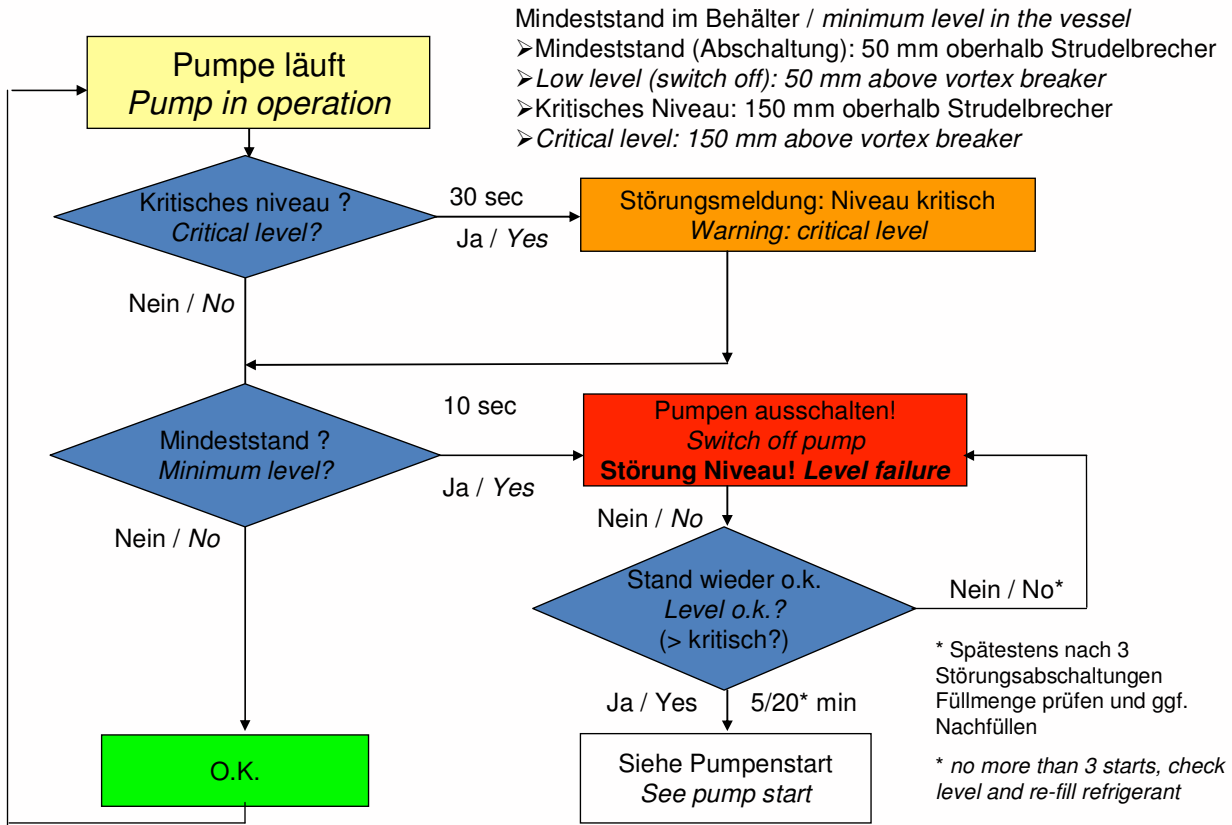 Mindeststand im Behälter / minimum level in the vessel
➢Mindeststand (Abschaltung): 50 mm oberhalb Strudelbrecher
➢Low level (switch off): 50 mm above vortex breaker
➢Kritisches Niveau: 150 mm oberhalb Strudelbrecher
➢Critical level: 150 mm above vortex breaker
Pumpe läuft
Pump in operation
Kritisches niveau ?
Critical level?
30 sec
Ja / Yes
Störungsmeldung: Niveau kritisch
Warning: critical level
Nein / No
Mindeststand ?
Minimum level?
10 sec
Ja / Yes
Pumpen ausschalten!
Switch off pump
Störung Niveau! Level failure
Nein / No
Nein / No
Stand wieder o.k.
Level o.k.?
(> kritisch?)
Nein / No*
Ja / Yes
5/20* min
O.K.
Siehe Pumpenstart
See pump start
* Spätestens nach 3
Störungsabschaltungen
Füllmenge prüfen und ggf.
Nachfüllen
* no more than 3 starts, check
level and re-fill refrigerant